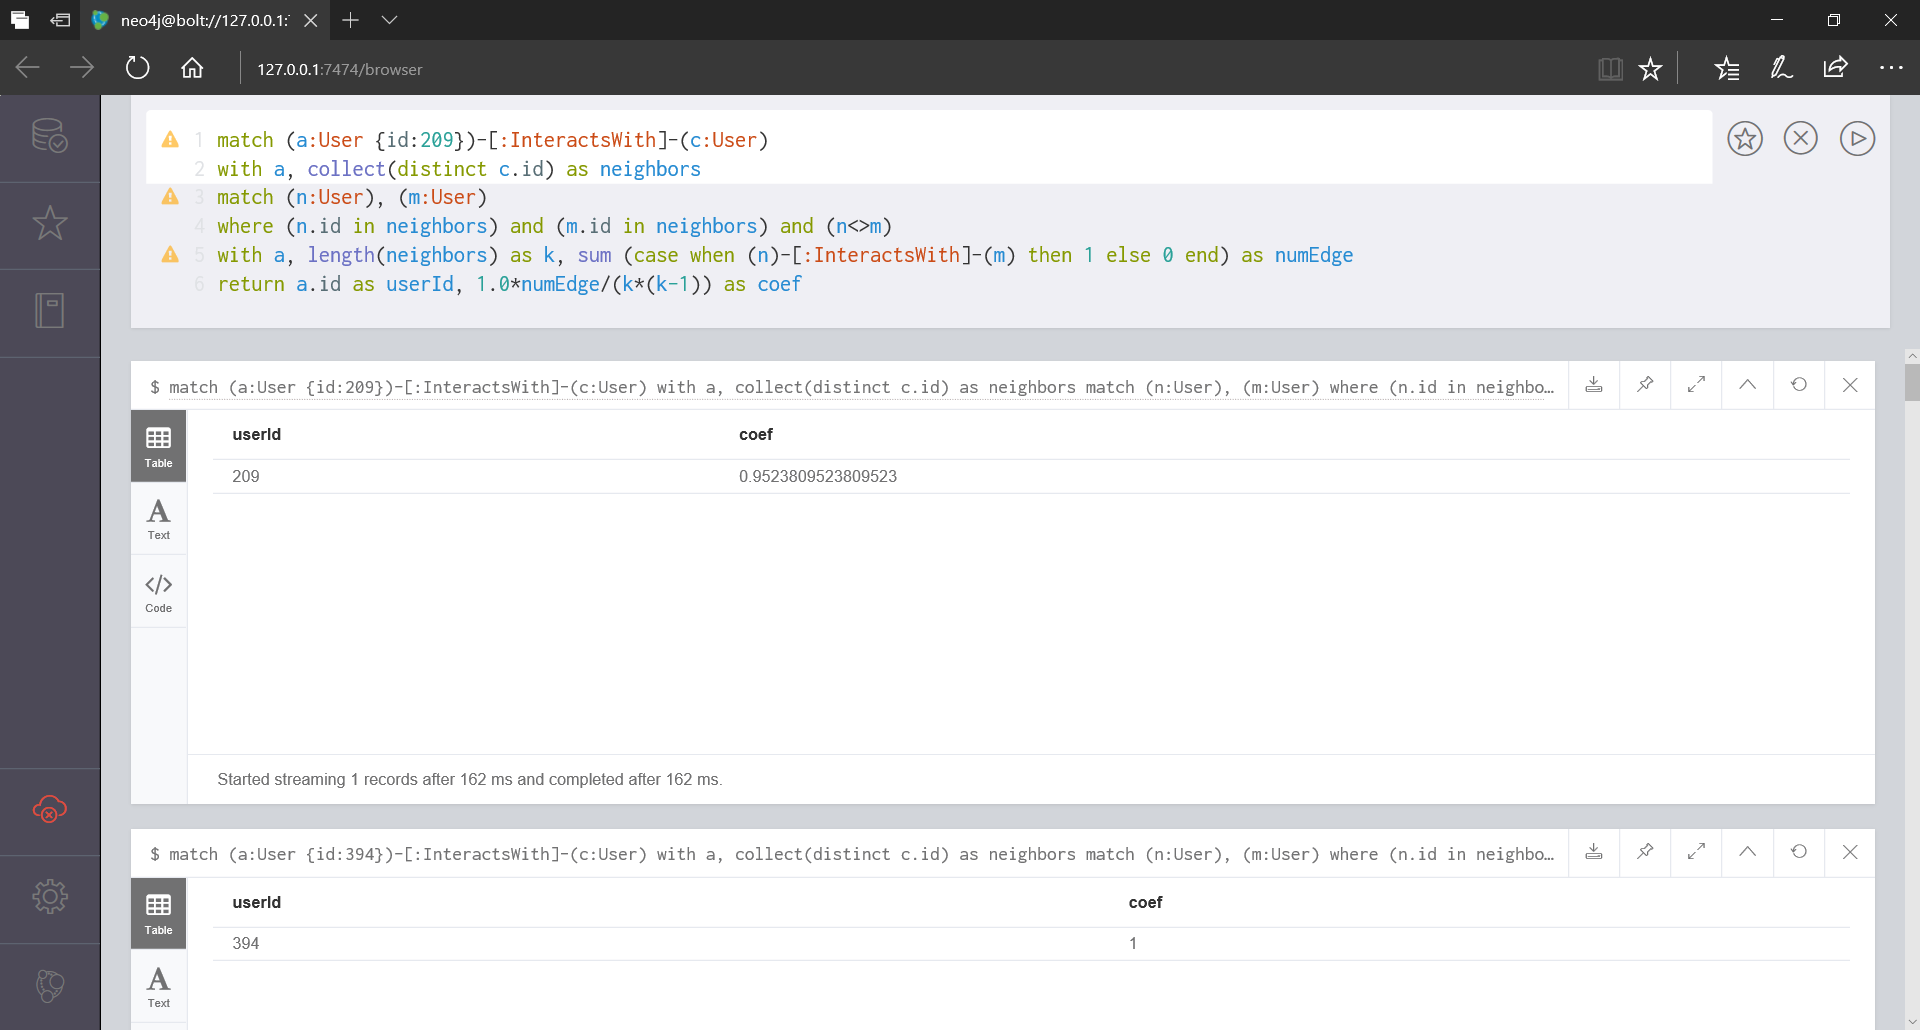 neo4j@bolt://127.0.0.1:
127.0.0.1:7474/browser
1 match (a:User {id:209})-[:InteractsWith]-(c:User)
2 with a, collect(distinct c.id) as neighbors
3 match (n:User), (m:User)
4 where (n.id in neighbors) and (m.id in neighbors) and (n<>m)
5 with a, length(neighbors) as k, sum (case when (n)-[:InteractsWith]-(m) then 1 else 0 end) as numEdge
6 return a.id as userId, 1.0*numEdge/(k*(k-1)) as coef
$ match (a:User {id:209})-[:InteractsWith]-(c:User) with a, collect(distinct c.id) as neighbors match (n:User), (m:User) where (n.id in neighbo…
Table
Text
Code
userId coef
209 0.9523809523809523
Started streaming 1 records after 162 ms and completed after 162 ms.
$ match (a:User {id:394})-[:InteractsWith]-(c:User) with a, collect(distinct c.id) as neighbors match (n:User), (m:User) where (n.id in neighbo…
Table
Text
userId coef
394 1